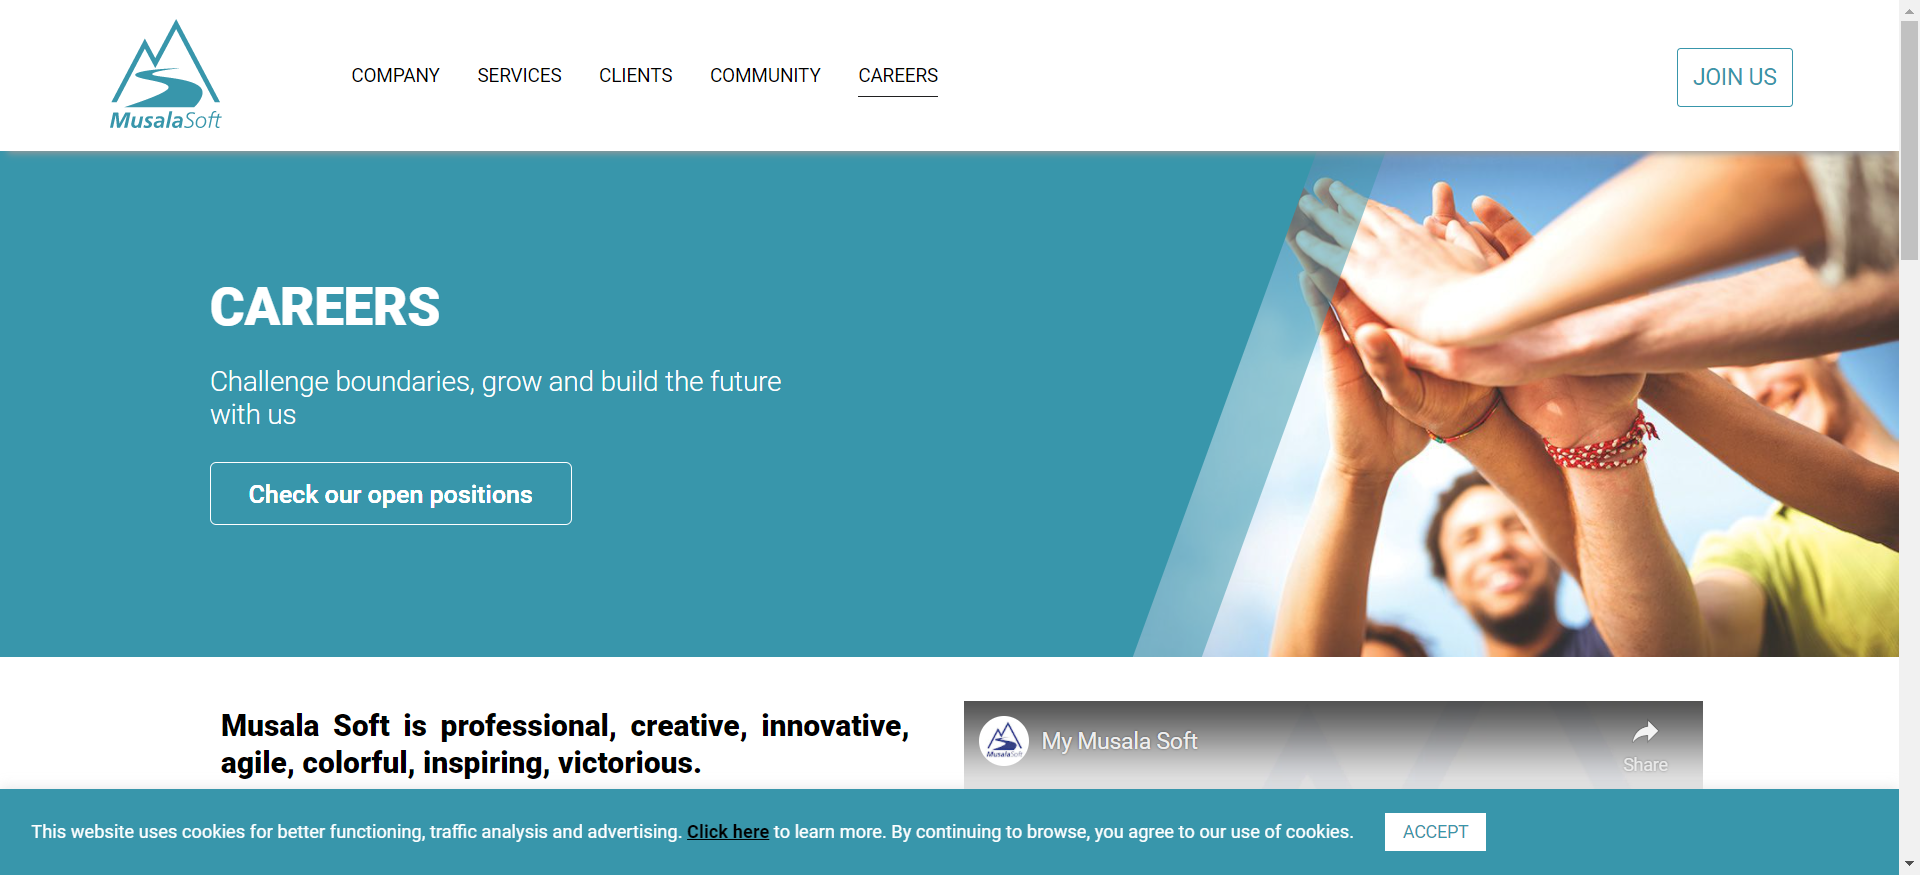 MusalaSoft
COMPANY SERVICES CLIENTS COMMUNITY CAREERS
JOIN US
CAREERS
Challenge boundaries, grow and build the future
with us
Check our open positions
Musala Soft is professional, creative, innovative,
agile, colorful, inspiring, victorious.
MusalaSoft
My Musala Soft
Share
This website uses cookies for better functioning, traffic analysis and advertising. Click here to learn more. By continuing to browse, you agree to our use of cookies.
ACCEPT